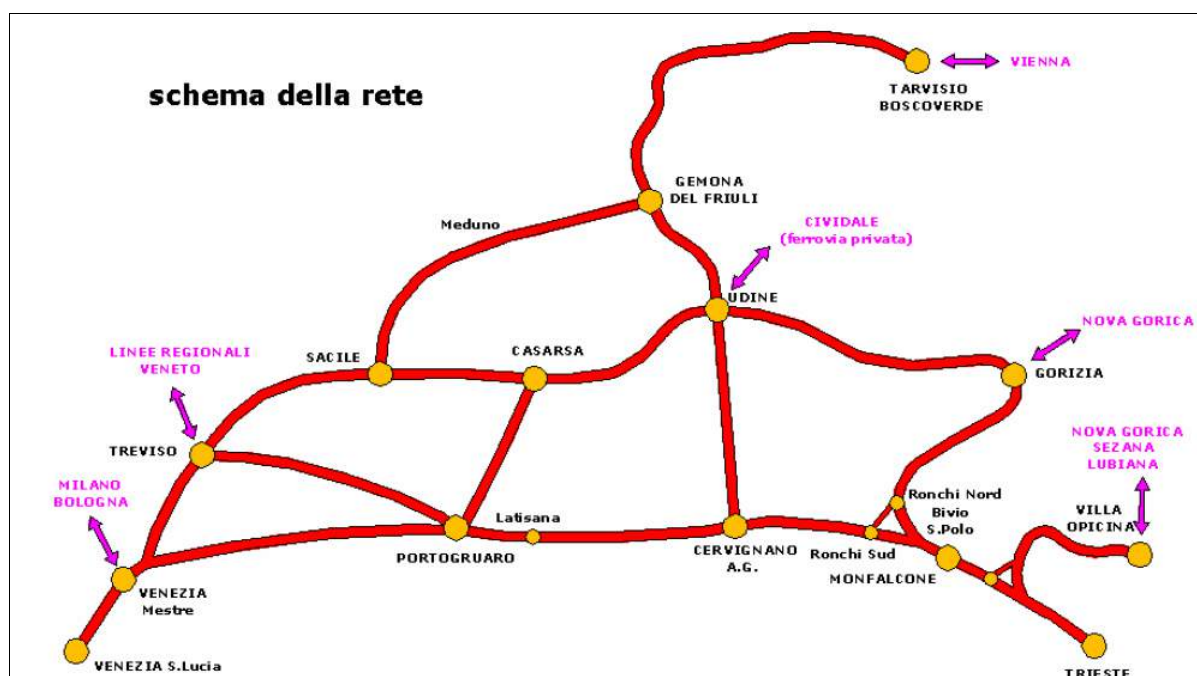 schema della rete
VIENNA
TARVISIO
BOSCOVERDE
GEMONA
DEL FRIULI
Meduno
CIVIDALE
(ferrovia privata)
UDINE
NOVA GORICA
LINEE REGIONALI
VENETO
SACILE
CASARSA
GORIZIA
TREVISO
NOVA GORICA
SEZANA
LUBIANA
MILANO
BOLOGNA
Latisana
Ronchi Nord
Bivio
S.Polo
VILLA
OPICINA
PORTOGRUARO
CERVIGNANO
A.G.
Ronchi Sud
MONFALCONE
VENEZIA
Mestre
VENEZIA S.Lucia
TRIESTE